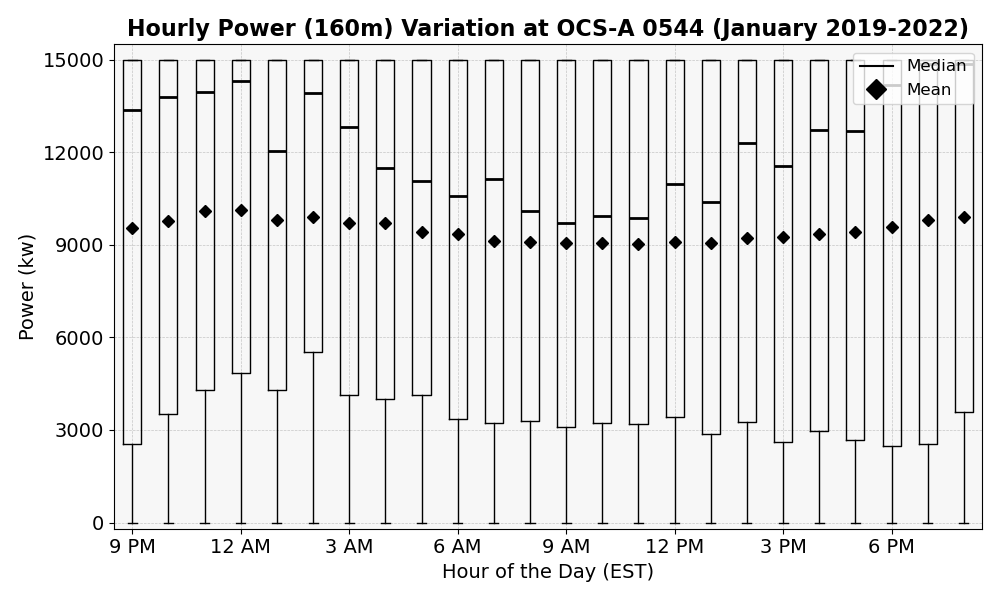 Hourly Power (160m) Variation at OCS-A 0544 (January 2019-2022)
Median
Mean
15000
12000
9000
6000
3000
0
Power (kw)
9 PM 12 AM 3 AM 6 AM 9 AM 12 PM 3 PM 6 PM
Hour of the Day (EST)